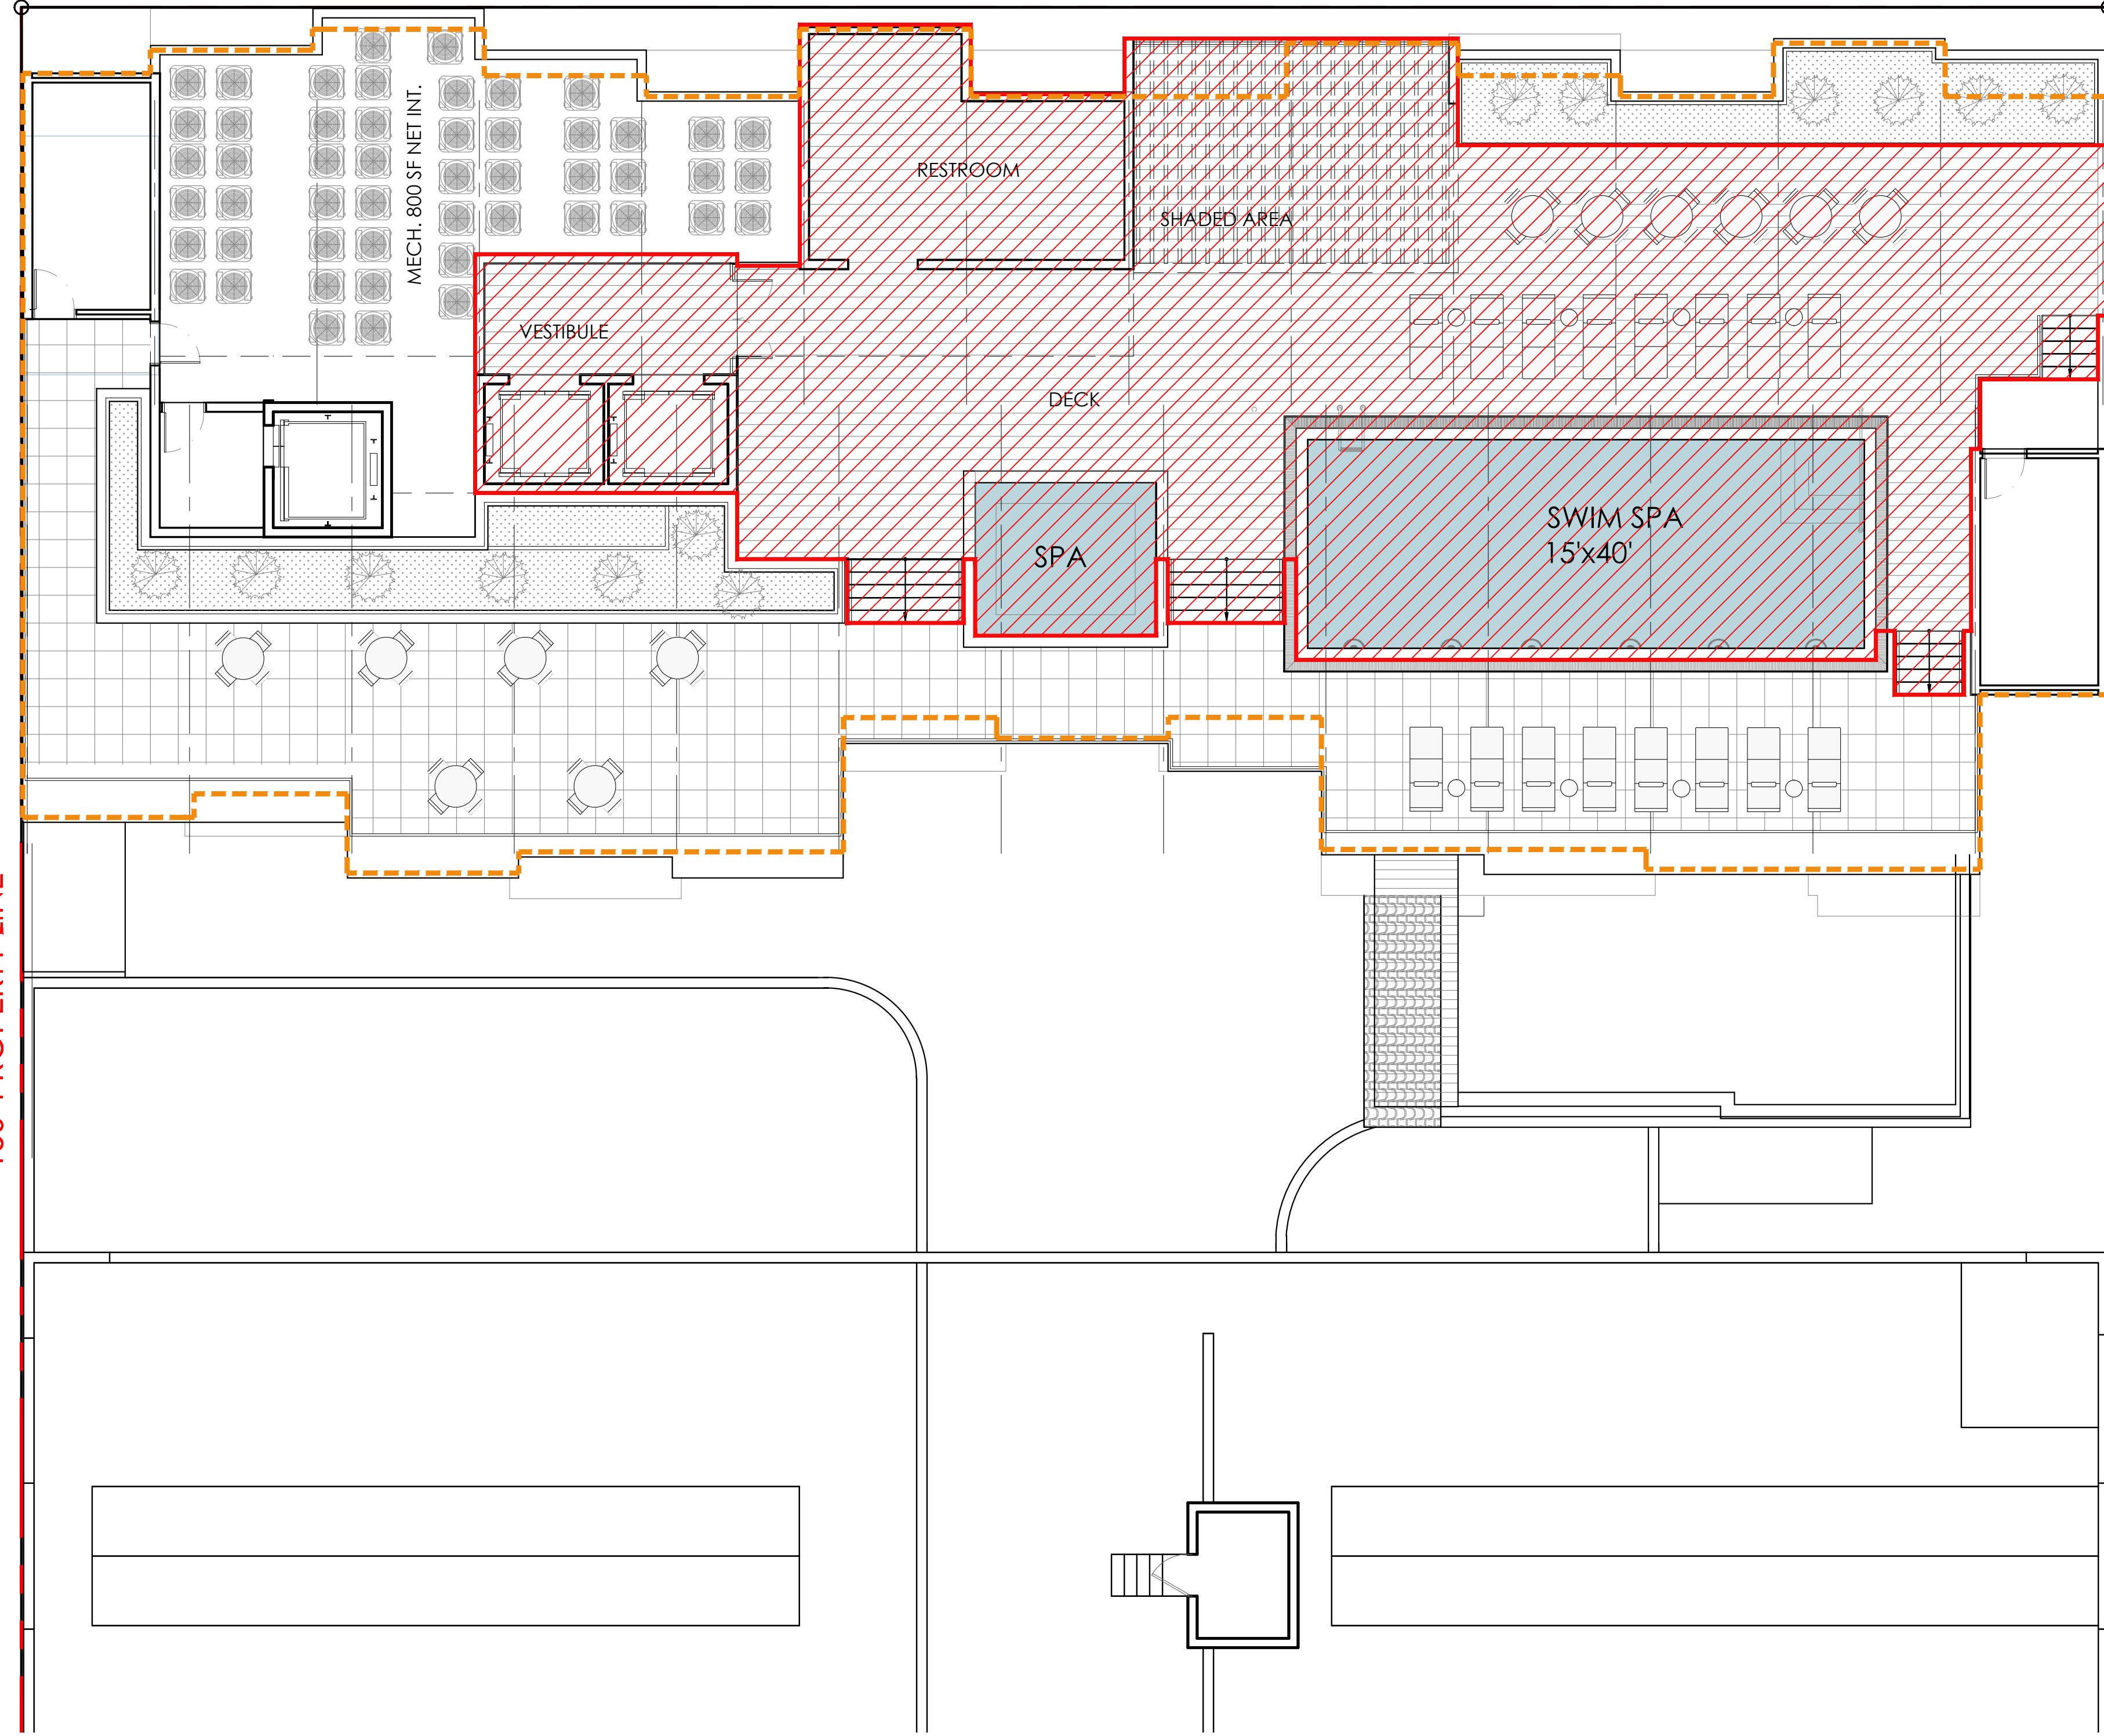 MECH. 800 SF NET INT.
RESTROOM
SHADED AREA
VESTIBULE
DECK
SPA
SWIM SPA
15'x40'